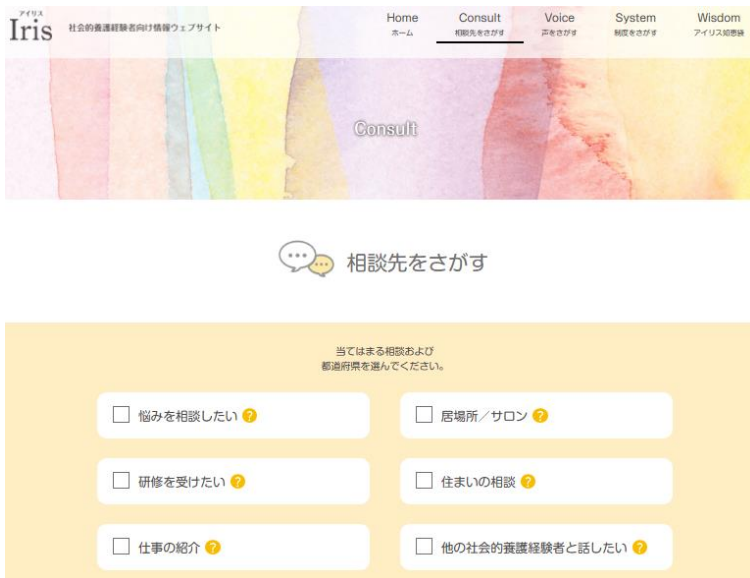 アイリス
Iris 社会的養護経験者向け情報ウェブサイト
Home Consult Voice System Wisdom
ホーム 相談先をさがす 声をさがす 制度をさがす アイリス知恵袋
Consult
相談先をさがす
当てはまる相談および
都道府県を選んでください。
悩みを相談したい ?
居場所／サロン ?
研修を受けたい ?
住まいの相談 ?
仕事の紹介 ?
他の社会的養護経験者と話したい ?